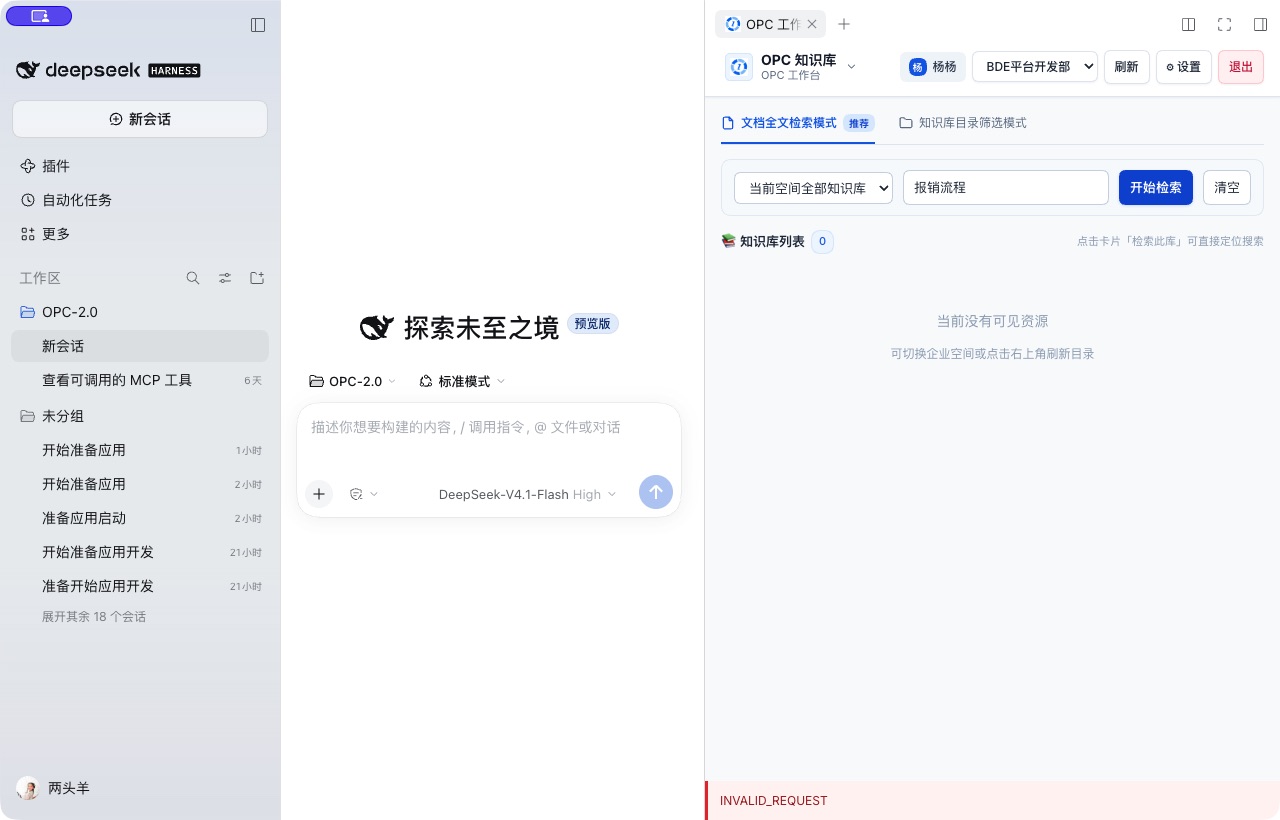 deepseek HARNESS
新会话
插件
自动化任务
更多
工作区
OPC-2.0
新会话
查看可调用的 MCP 工具 6天
未分组
开始准备应用 1小时
开始准备应用 2小时
准备应用启动 2小时
开始准备应用开发 21小时
准备开始应用开发 21小时
展开其余 18 个会话
两头羊
探索未至之境 预览版
OPC-2.0 标准模式
描述你想要构建的内容, / 调用指令, @ 文件或对话
DeepSeek-V4.1-Flash High
OPC 工作
OPC 知识库
OPC 工作台
杨 杨杨 BDE平台开发部 刷新 设置 退出
文档全文检索模式 推荐 知识库目录筛选模式
当前空间全部知识库 报销流程 开始检索 清空
知识库列表 0 点击卡片「检索此库」可直接定位搜索
当前没有可见资源
可切换企业空间或点击右上角刷新目录
INVALID_REQUEST